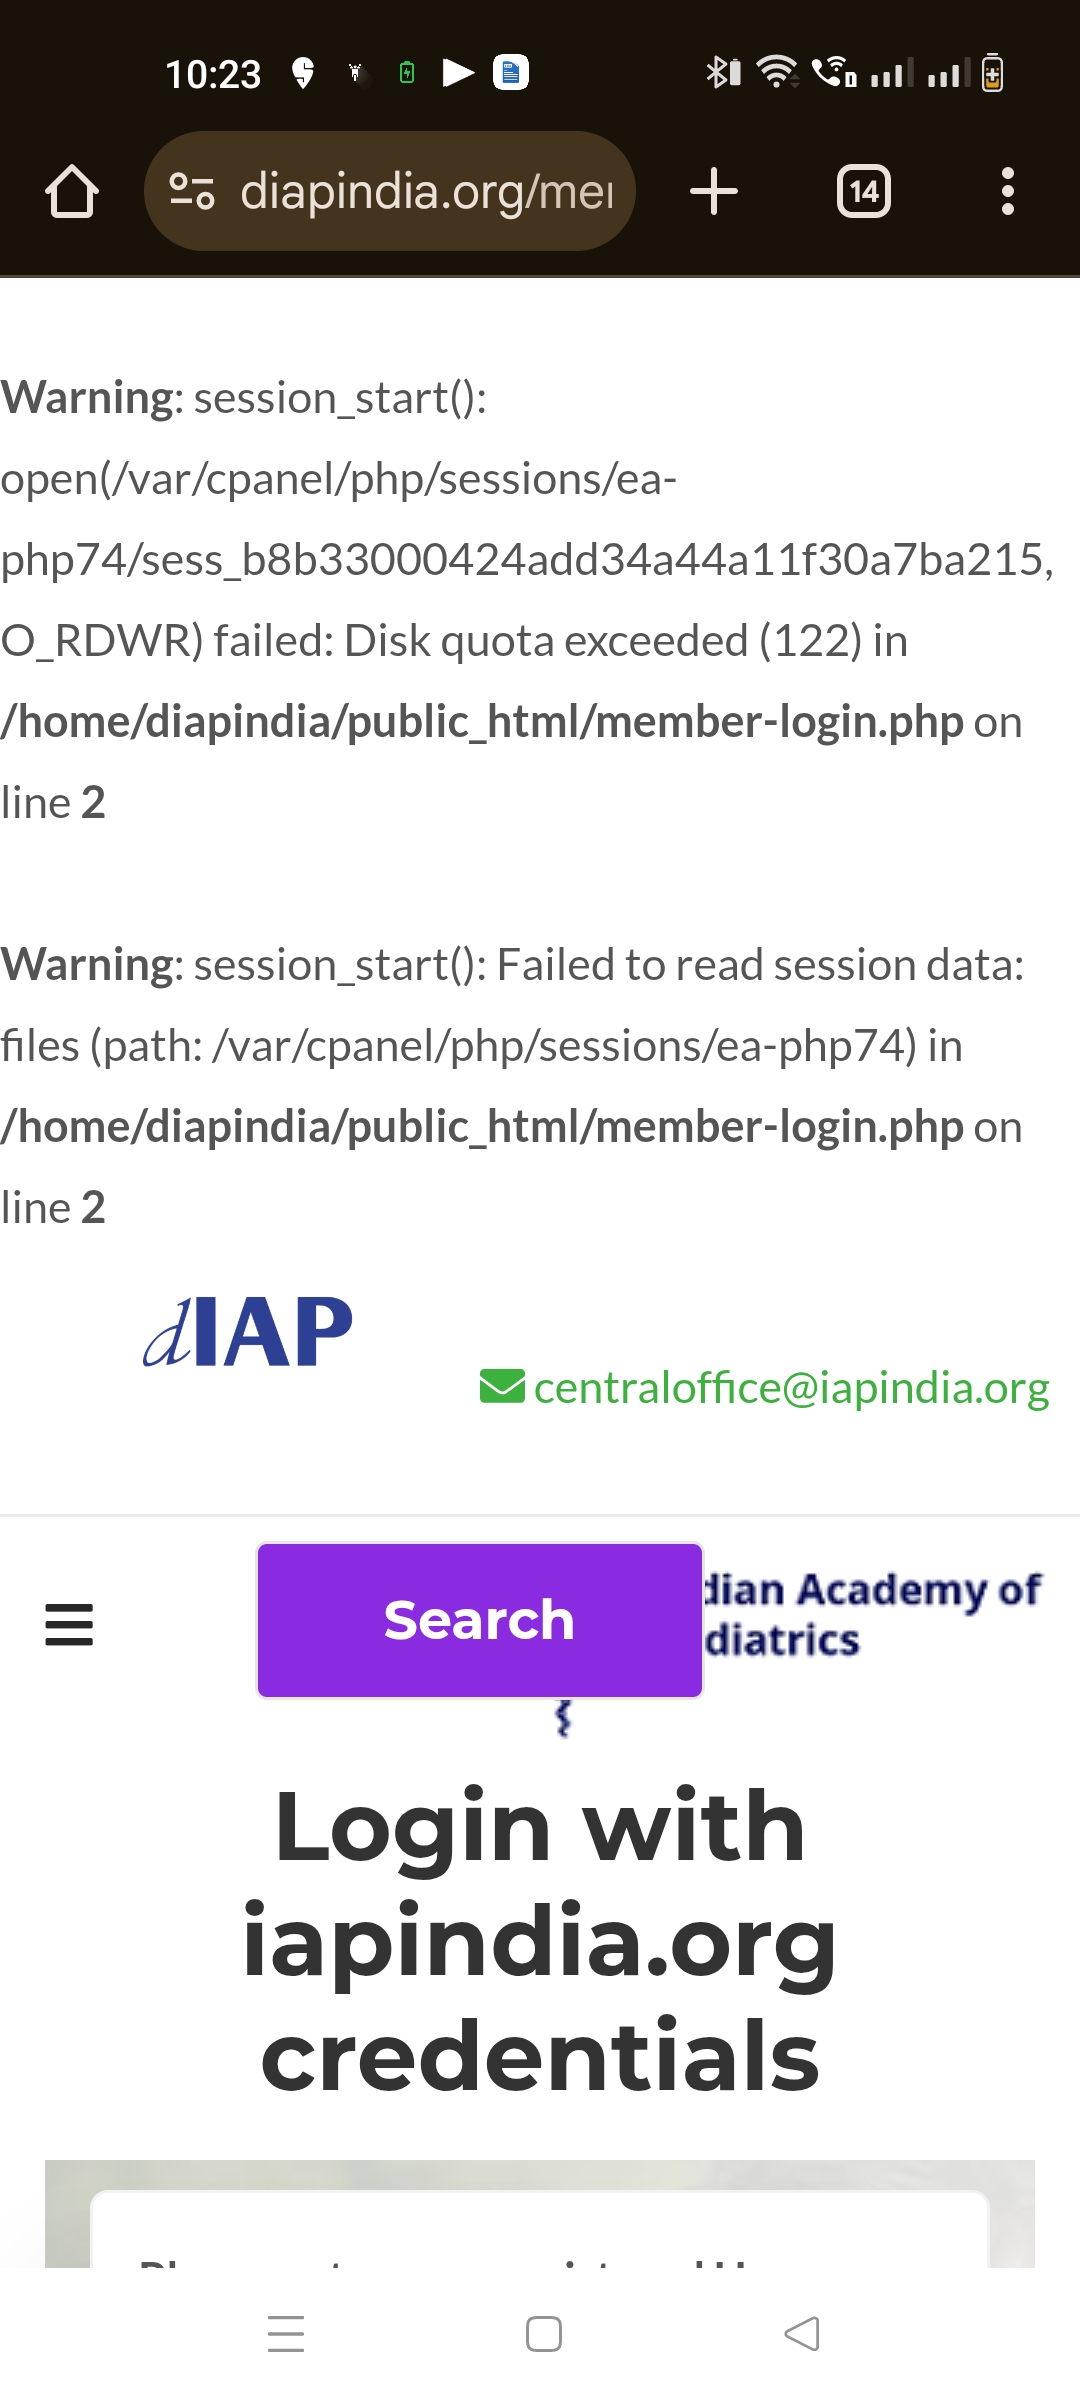 10:23
diapindia.org/mer
14
Warning: session_start():
open(/var/cpanel/php/sessions/ea-
php74/sess_b8b33000424add34a44a11f30a7ba215,
O_RDWR) failed: Disk quota exceeded (122) in
/home/diapindia/public_html/member-login.php on
line 2
Warning: session_start(): Failed to read session data:
files (path: /var/cpanel/php/sessions/ea-php74) in
/home/diapindia/public_html/member-login.php on
line 2
dIAP
centraloffice@iapindia.org
Search
dian Academy of
diatrics
Login with
iapindia.org
credentials